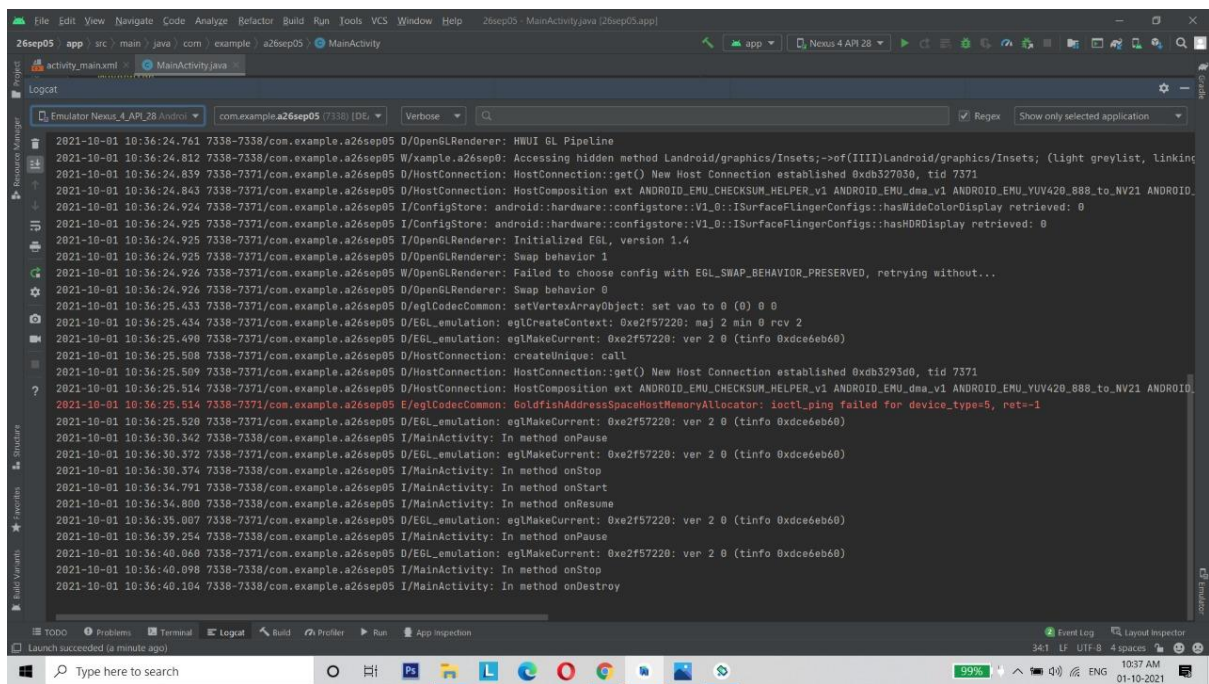 File Edit View Navigate Code Analyze Refactor Build Run Tools VCS Window Help 26sep05 - MainActivity.java [26sep05.app]
26sep05 app src main java com example a26sep05 MainActivity app Nexus 4 API 28
activity_main.xml MainActivity.java
Logcat
Emulator Nexus_4_API_28 Androi com.example.a26sep05 (7338) [DE Verbose Regex Show only selected application
2021-10-01 10:36:24.761 7338-7338/com.example.a26sep05 D/OpenGLRenderer: HWUI GL Pipeline
2021-10-01 10:36:24.812 7338-7338/com.example.a26sep05 W/xample.a26sep0: Accessing hidden method Landroid/graphics/Insets;->of(IIII)Landroid/graphics/Insets; (light greylist, linking
2021-10-01 10:36:24.839 7338-7371/com.example.a26sep05 D/HostConnection: HostConnection::get() New Host Connection established 0xdb327030, tid 7371
2021-10-01 10:36:24.843 7338-7371/com.example.a26sep05 D/HostConnection: HostComposition ext ANDROID_EMU_CHECKSUM_HELPER_v1 ANDROID_EMU_dma_v1 ANDROID_EMU_YUV420_888_to_NV21 ANDROID_
2021-10-01 10:36:24.924 7338-7371/com.example.a26sep05 I/ConfigStore: android::hardware::configstore::V1_0::ISurfaceFlingerConfigs::hasWideColorDisplay retrieved: 0
2021-10-01 10:36:24.925 7338-7371/com.example.a26sep05 I/ConfigStore: android::hardware::configstore::V1_0::ISurfaceFlingerConfigs::hasHDRDisplay retrieved: 0
2021-10-01 10:36:24.925 7338-7371/com.example.a26sep05 I/OpenGLRenderer: Initialized EGL, version 1.4
2021-10-01 10:36:24.925 7338-7371/com.example.a26sep05 D/OpenGLRenderer: Swap behavior 1
2021-10-01 10:36:24.926 7338-7371/com.example.a26sep05 W/OpenGLRenderer: Failed to choose config with EGL_SWAP_BEHAVIOR_PRESERVED, retrying without...
2021-10-01 10:36:24.926 7338-7371/com.example.a26sep05 D/OpenGLRenderer: Swap behavior 0
2021-10-01 10:36:25.433 7338-7371/com.example.a26sep05 D/eglCodecCommon: setVertexArrayObject: set vao to 0 (0) 0 0
2021-10-01 10:36:25.434 7338-7371/com.example.a26sep05 D/EGL_emulation: eglCreateContext: 0xe2f57220: maj 2 min 0 rcv 2
2021-10-01 10:36:25.490 7338-7371/com.example.a26sep05 D/EGL_emulation: eglMakeCurrent: 0xe2f57220: ver 2 0 (tinfo 0xdce6eb60)
2021-10-01 10:36:25.508 7338-7371/com.example.a26sep05 D/HostConnection: createUnique: call
2021-10-01 10:36:25.509 7338-7371/com.example.a26sep05 D/HostConnection: HostConnection::get() New Host Connection established 0xdb3293d0, tid 7371
2021-10-01 10:36:25.514 7338-7371/com.example.a26sep05 D/HostConnection: HostComposition ext ANDROID_EMU_CHECKSUM_HELPER_v1 ANDROID_EMU_dma_v1 ANDROID_EMU_YUV420_888_to_NV21 ANDROID_
2021-10-01 10:36:25.514 7338-7371/com.example.a26sep05 E/eglCodecCommon: GoldfishAddressSpaceHostMemoryAllocator: ioctl_ping failed for device_type=5, ret=-1
2021-10-01 10:36:25.520 7338-7371/com.example.a26sep05 D/EGL_emulation: eglMakeCurrent: 0xe2f57220: ver 2 0 (tinfo 0xdce6eb60)
2021-10-01 10:36:30.342 7338-7338/com.example.a26sep05 I/MainActivity: In method onPause
2021-10-01 10:36:30.372 7338-7371/com.example.a26sep05 D/EGL_emulation: eglMakeCurrent: 0xe2f57220: ver 2 0 (tinfo 0xdce6eb60)
2021-10-01 10:36:30.374 7338-7338/com.example.a26sep05 I/MainActivity: In method onStop
2021-10-01 10:36:34.791 7338-7338/com.example.a26sep05 I/MainActivity: In method onStart
2021-10-01 10:36:34.800 7338-7338/com.example.a26sep05 I/MainActivity: In method onResume
2021-10-01 10:36:35.007 7338-7371/com.example.a26sep05 D/EGL_emulation: eglMakeCurrent: 0xe2f57220: ver 2 0 (tinfo 0xdce6eb60)
2021-10-01 10:36:39.254 7338-7338/com.example.a26sep05 I/MainActivity: In method onPause
2021-10-01 10:36:40.060 7338-7371/com.example.a26sep05 D/EGL_emulation: eglMakeCurrent: 0xe2f57220: ver 2 0 (tinfo 0xdce6eb60)
2021-10-01 10:36:40.098 7338-7338/com.example.a26sep05 I/MainActivity: In method onStop
2021-10-01 10:36:40.104 7338-7338/com.example.a26sep05 I/MainActivity: In method onDestroy
Project
Resource Manager
Structure
Favorites
Build Variants
Gradle
Emulator
TODO Problems Terminal Logcat Build Profiler Run App Inspection 2 Event Log Layout Inspector
Launch succeeded (a minute ago) 34:1 LF UTF-8 4 spaces
Type here to search Ps L 99% ENG 10:37 AM
01-10-2021